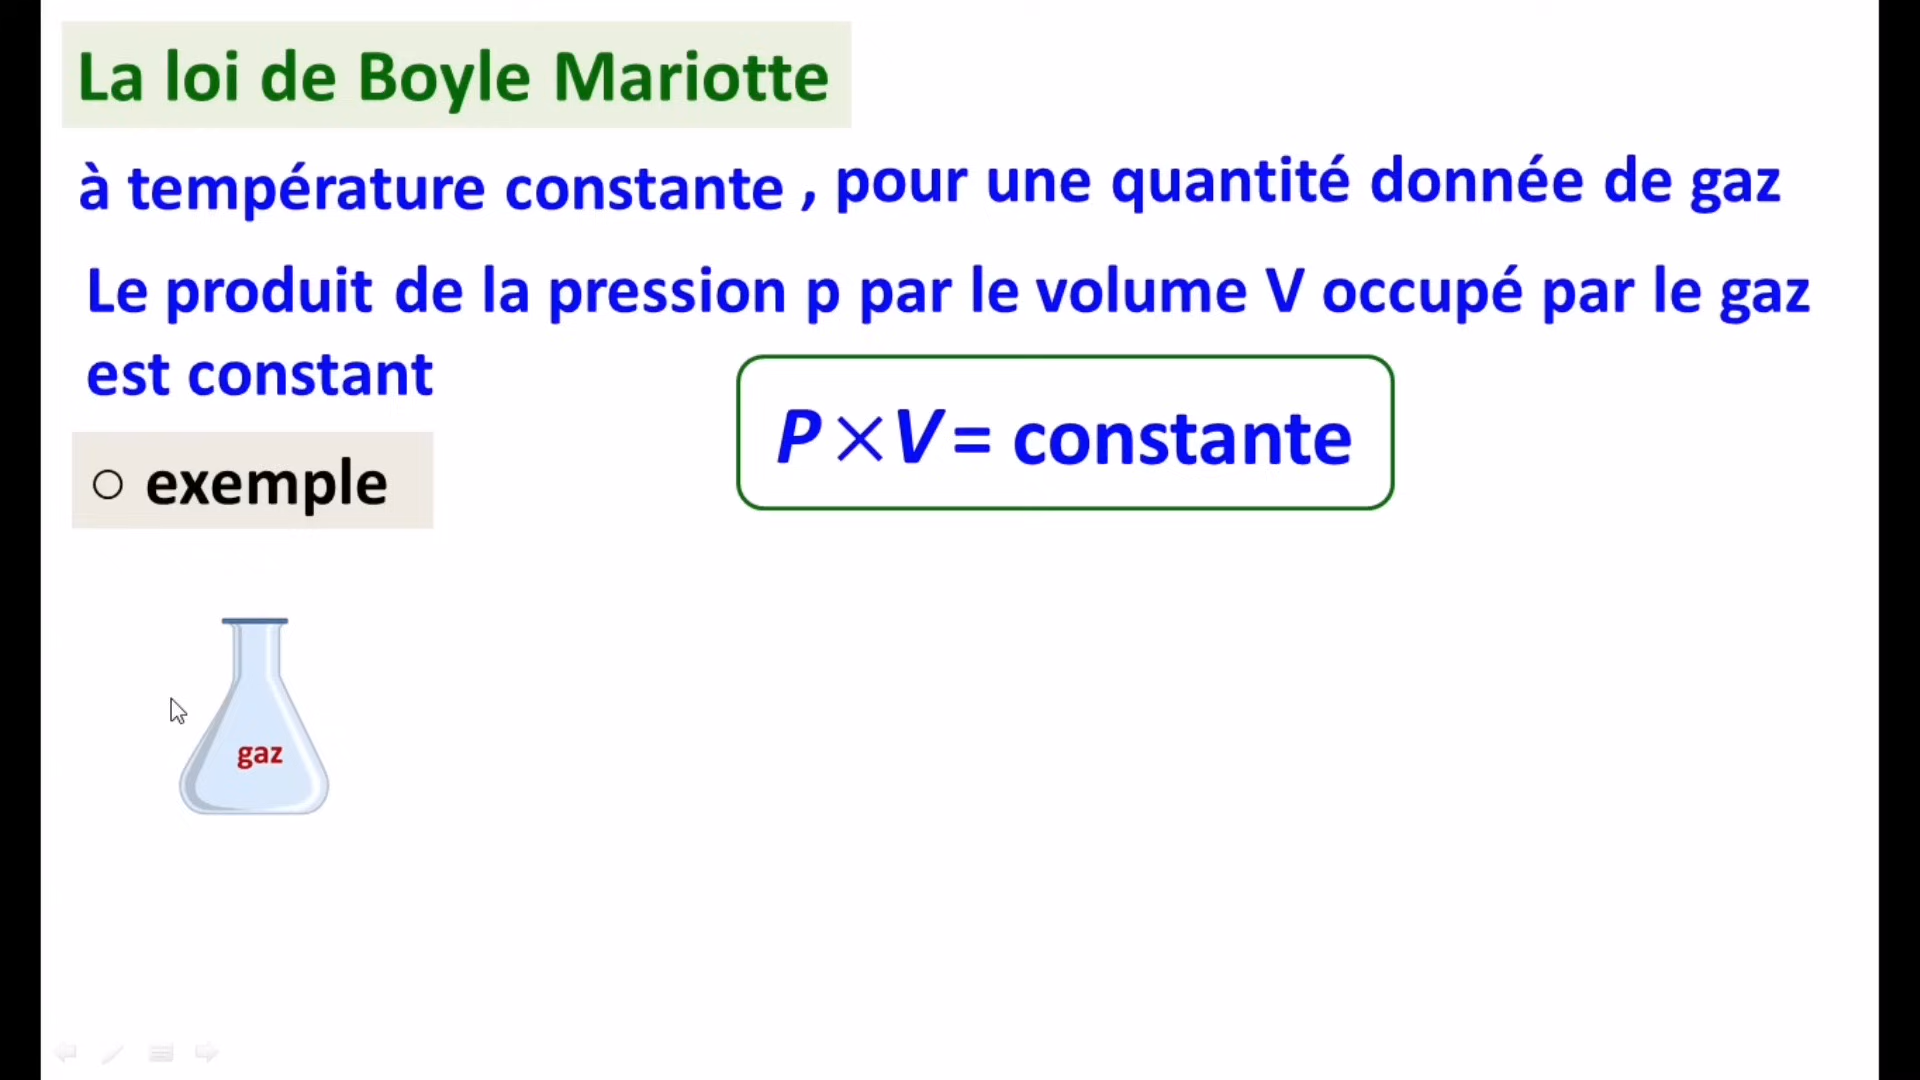 La loi de Boyle Mariotte
à température constante , pour une quantité donnée de gaz
Le produit de la pression p par le volume V occupé par le gaz
est constant
P × V = constante
○ exemple
gaz